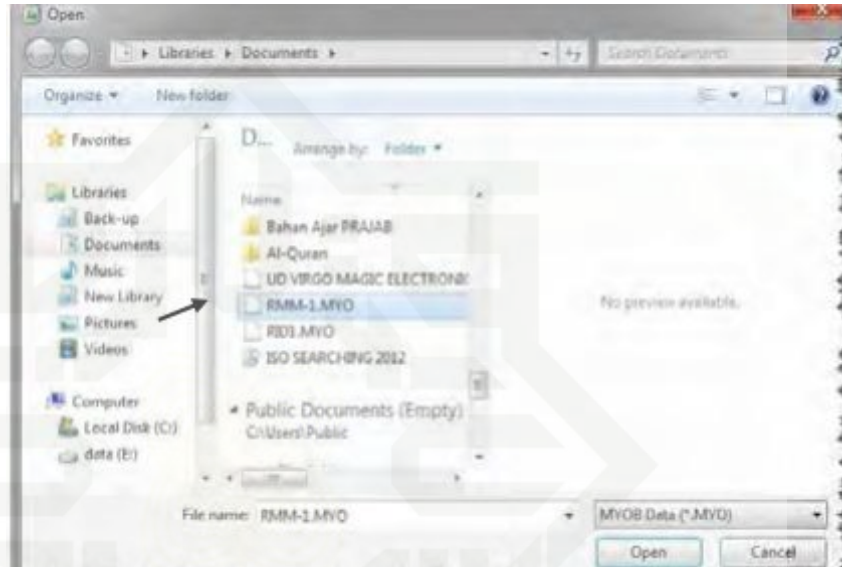 Open
Libraries Documents
Search Documents
Organize New folder
Favorites
Libraries
Back-up
Documents
Music
New Library
Pictures
Videos
Computer
Local Disk (C:)
data (E:)
D... Arrange by: Folder
Name
Bahan Ajar PRAJAB
Al-Quran
UD VIRGO MAGIC ELECTRONIC
RMM-1.MYO
RID1.MYO
ISO SEARCHING 2012
Public Documents (Empty)
C:\Users\Public
No preview available.
File name: RMM-1.MYO
MYOB Data (*.MYO)
Open Cancel